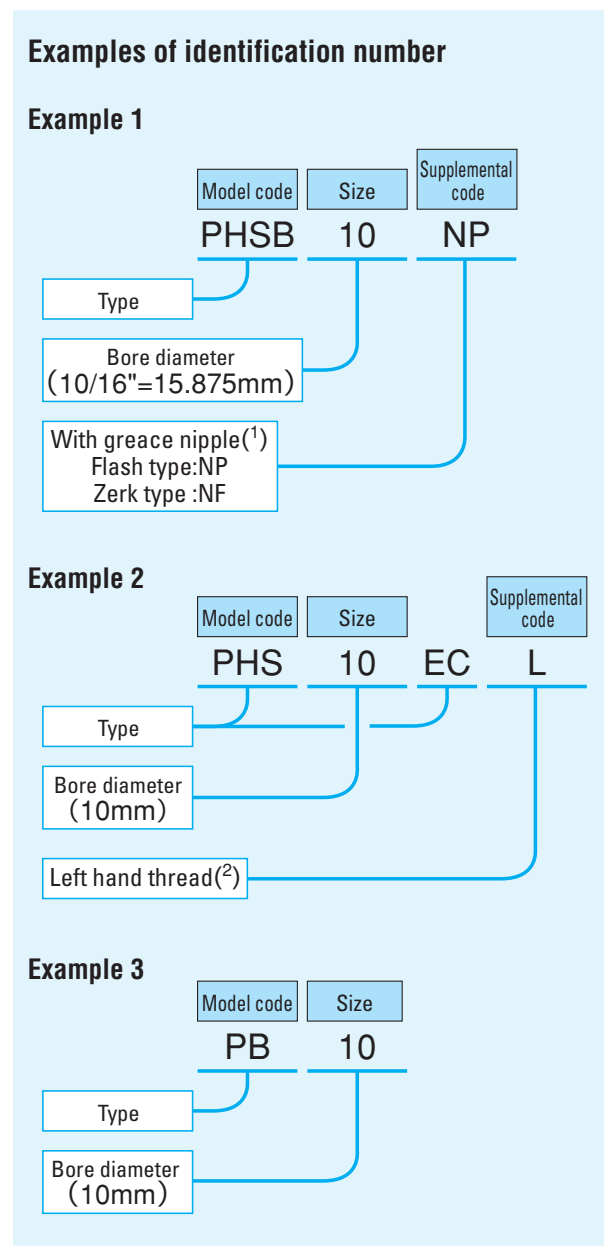 Examples of identification number
Example 1
Model code Size Supplemental code
PHSB 10 NP
Type
Bore diameter
（10/16"=15.875mm）
With greace nipple(1)
Flash type:NP
Zerk type :NF
Example 2
Model code Size Supplemental code
PHS 10 EC L
Type
Bore diameter
（10mm）
Left hand thread(2)
Example 3
Model code Size
PB 10
Type
Bore diameter
（10mm）